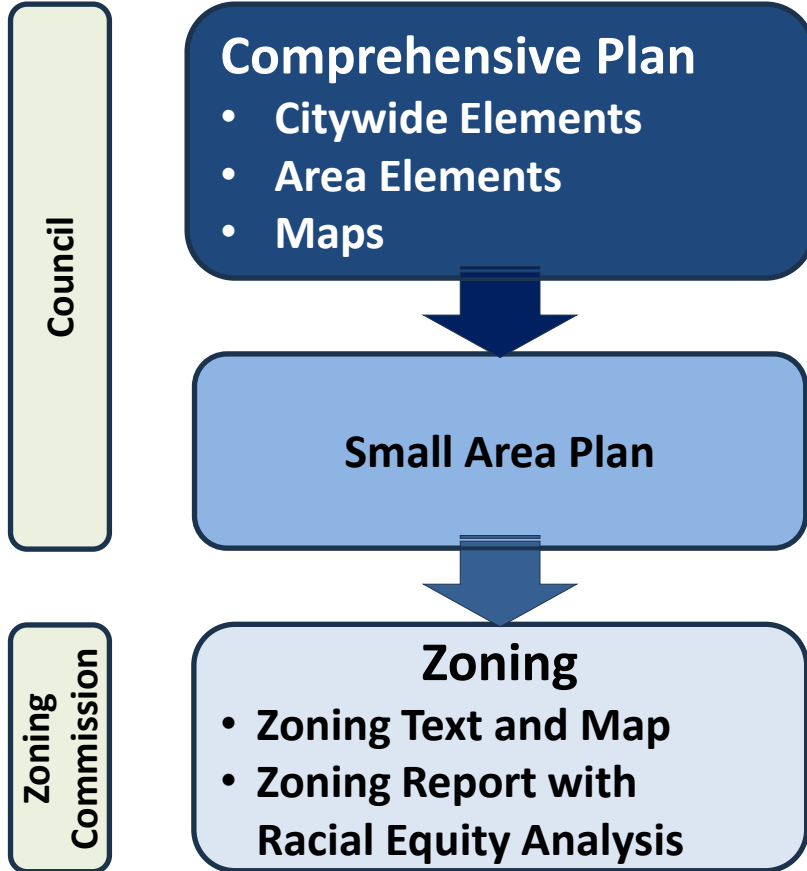 Council
Comprehensive Plan
• Citywide Elements
• Area Elements
• Maps
Small Area Plan
Zoning
Commission
Zoning
• Zoning Text and Map
• Zoning Report with
Racial Equity Analysis